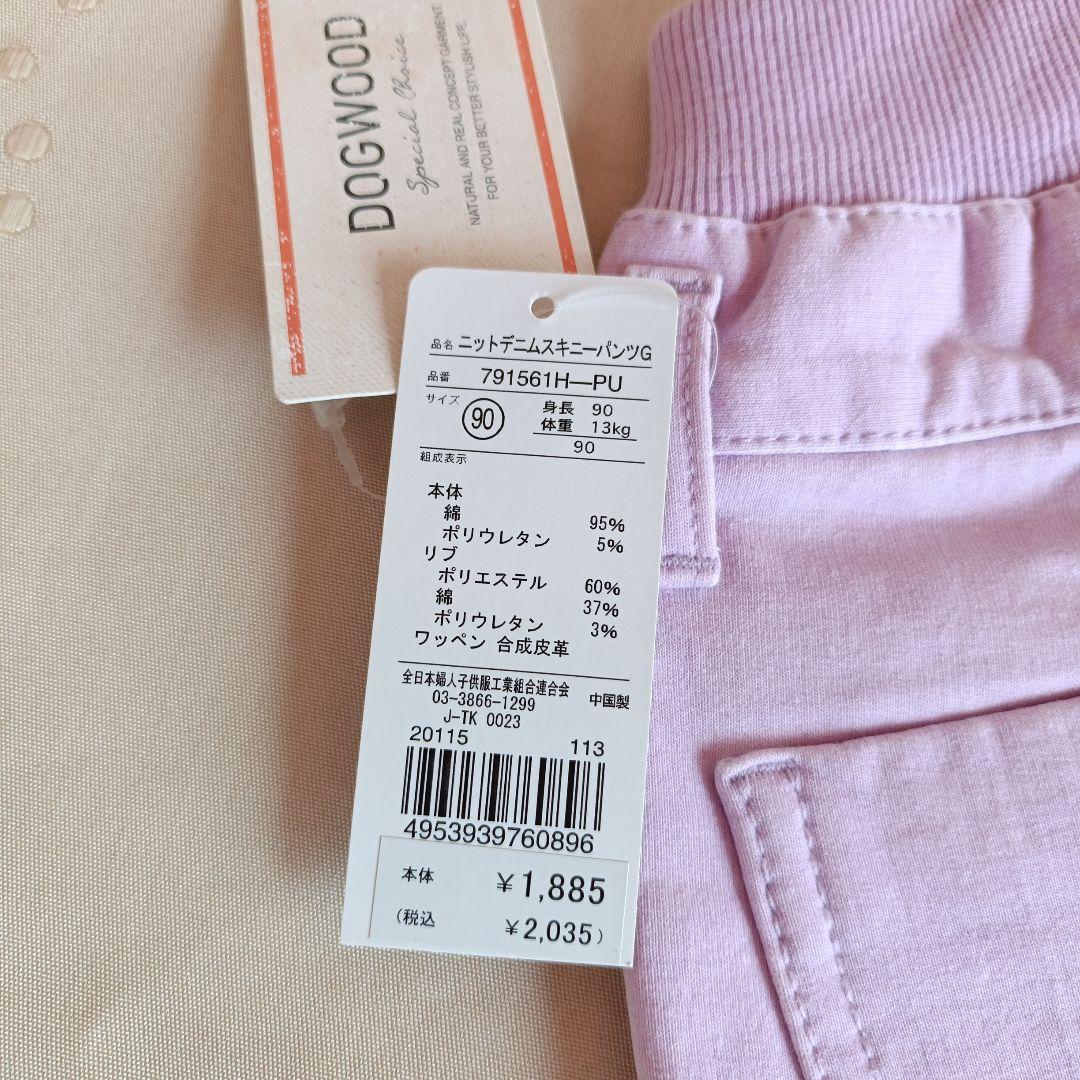 DOGWOOD
Special Choice
NATURAL AND REAL CONCEPT GARMENT,
FOR YOUR BETTER STYLISH LIFE.
品名 ニットデニムスキニーパンツG
品番 791561H—PU
サイズ 90 身長 90
体重 13kg
90
組成表示
本体
綿 95%
ポリウレタン 5%
リブ
ポリエステル 60%
綿 37%
ポリウレタン 3%
ワッペン 合成皮革
全日本婦人子供服工業組合連合会 中国製
03-3866-1299
J-TK 0023
20115 113
4953939760896
本体 ¥1,885
(税込 ¥2,035)